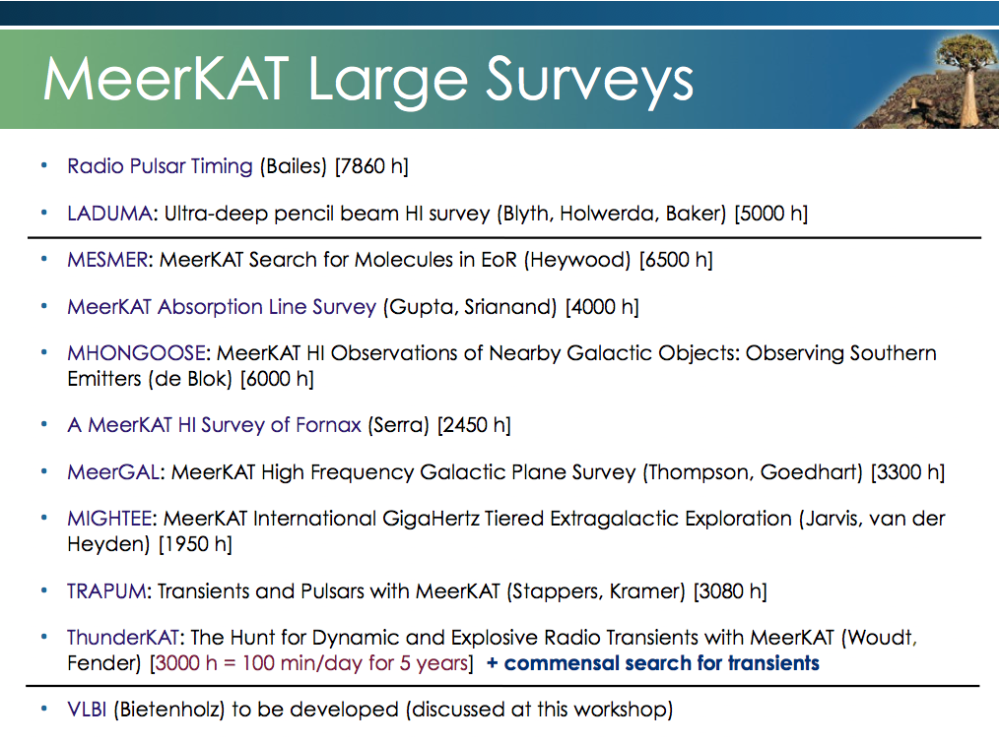 MeerKAT Large Surveys
• Radio Pulsar Timing (Bailes) [7860 h]
• LADUMA: Ultra-deep pencil beam HI survey (Blyth, Holwerda, Baker) [5000 h]
• MESMER: MeerKAT Search for Molecules in EoR (Heywood) [6500 h]
• MeerKAT Absorption Line Survey (Gupta, Srianand) [4000 h]
• MHONGOOSE: MeerKAT HI Observations of Nearby Galactic Objects: Observing Southern
Emitters (de Blok) [6000 h]
• A MeerKAT HI Survey of Fornax (Serra) [2450 h]
• MeerGAL: MeerKAT High Frequency Galactic Plane Survey (Thompson, Goedhart) [3300 h]
• MIGHTEE: MeerKAT International GigaHertz Tiered Extragalactic Exploration (Jarvis, van der
Heyden) [1950 h]
• TRAPUM: Transients and Pulsars with MeerKAT (Stappers, Kramer) [3080 h]
• ThunderKAT: The Hunt for Dynamic and Explosive Radio Transients with MeerKAT (Woudt,
Fender) [3000 h = 100 min/day for 5 years] + commensal search for transients
• VLBI (Bietenholz) to be developed (discussed at this workshop)